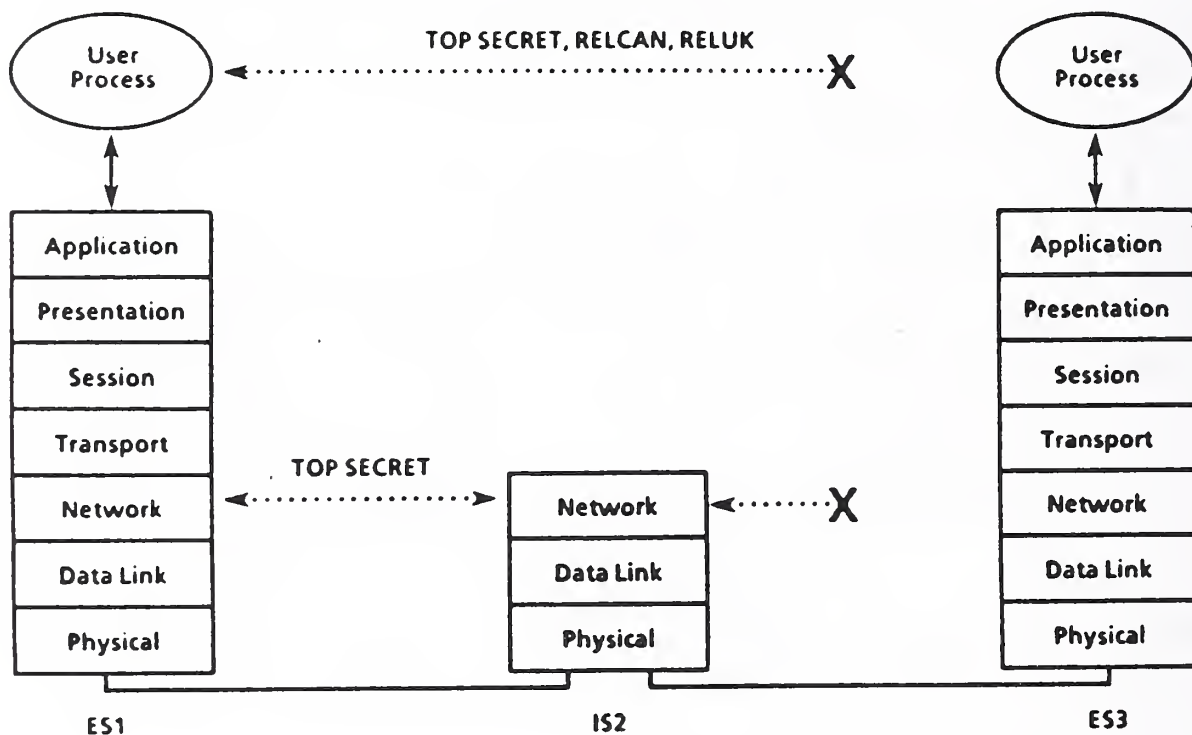 User
Process
TOP SECRET, RELCAN, RELUK
X
User
Process
Application
Presentation
Session
Transport
Network
Data Link
Physical
TOP SECRET
Network
Data Link
Physical
X
Application
Presentation
Session
Transport
Network
Data Link
Physical
ES1
IS2
ES3